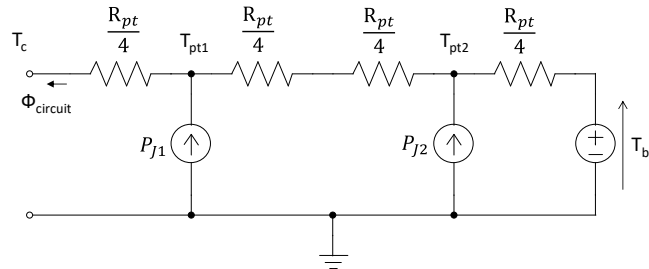 T_c
R_pt/4
T_pt1
R_pt/4
R_pt/4
T_pt2
R_pt/4
Φ_circuit
P_J1
P_J2
+
−
T_b